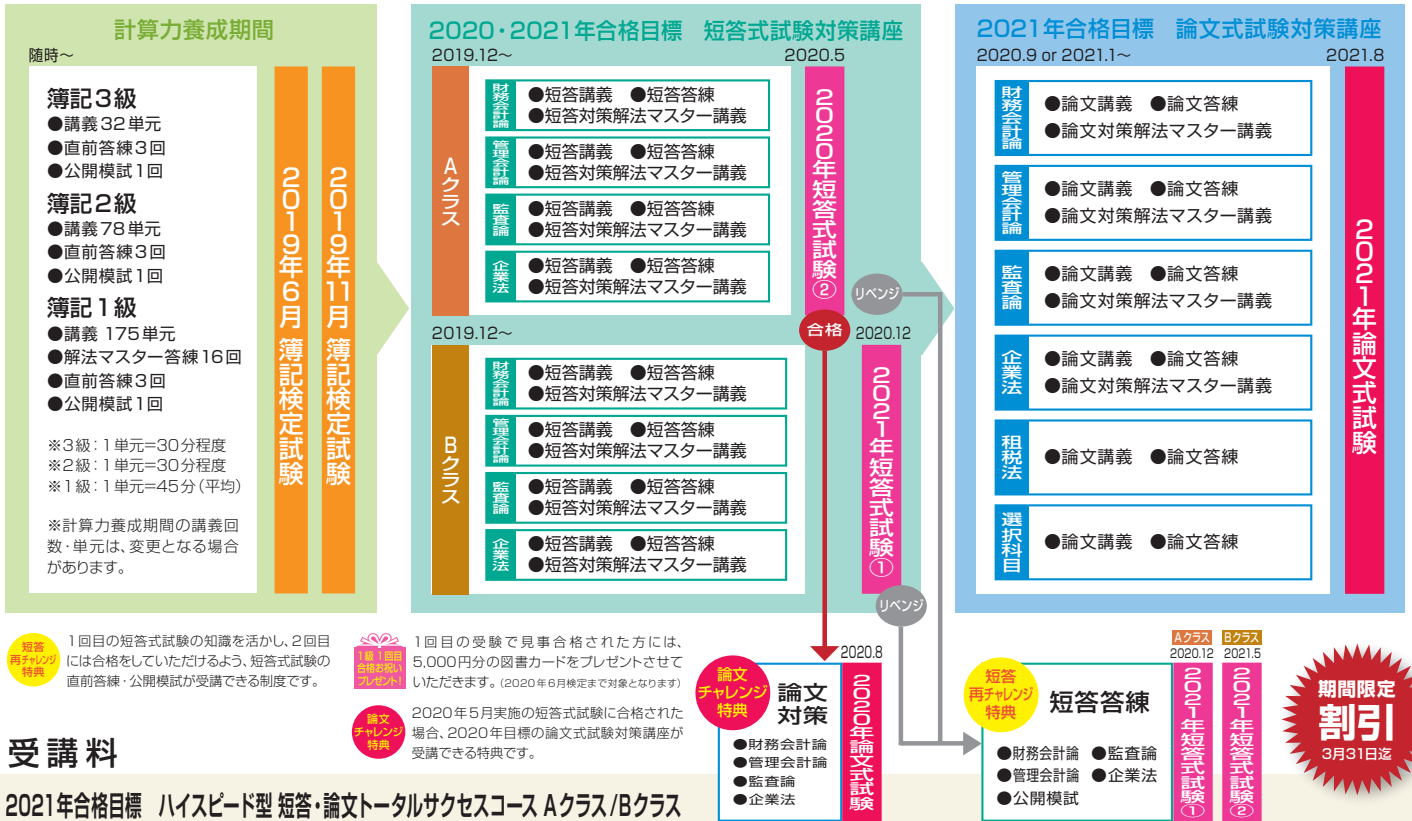 計算力養成期間
随時～
簿記3級
●講義32単元
●直前答練3回
●公開模試1回
簿記2級
●講義78単元
●直前答練3回
●公開模試1回
簿記1級
●講義 175単元
●解法マスター答練16回
●直前答練3回
●公開模試1回
※3級：1単元=30分程度
※2級：1単元=30分程度
※1級：1単元=45分（平均）
※計算力養成期間の講義回
数・単元は、変更となる場合
があります。
2019年6月 簿記検定試験
2019年11月 簿記検定試験
2020・2021年合格目標　短答式試験対策講座
2019.12～
2020.5
Aクラス
財務会計論
●短答講義　●短答答練
●短答対策解法マスター講義
管理会計論
●短答講義　●短答答練
●短答対策解法マスター講義
監査論
●短答講義　●短答答練
●短答対策解法マスター講義
企業法
●短答講義　●短答答練
●短答対策解法マスター講義
2020年短答式試験②
リベンジ
合格
2019.12～
2020.12
Bクラス
財務会計論
●短答講義　●短答答練
●短答対策解法マスター講義
管理会計論
●短答講義　●短答答練
●短答対策解法マスター講義
監査論
●短答講義　●短答答練
●短答対策解法マスター講義
企業法
●短答講義　●短答答練
●短答対策解法マスター講義
2021年短答式試験①
リベンジ
2021年合格目標　論文式試験対策講座
2020.9 or 2021.1～
2021.8
財務会計論
●論文講義　●論文答練
●論文対策解法マスター講義
管理会計論
●論文講義　●論文答練
●論文対策解法マスター講義
監査論
●論文講義　●論文答練
●論文対策解法マスター講義
企業法
●論文講義　●論文答練
●論文対策解法マスター講義
租税法
●論文講義　●論文答練
選択科目
●論文講義　●論文答練
2021年論文式試験
短答
再チャレンジ
特典
1回目の短答式試験の知識を活かし、2回目
には合格をしていただけるよう、短答式試験の
直前答練・公開模試が受講できる制度です。
1級1回目
合格お祝い
プレゼント!
1回目の受験で見事合格された方には、
5,000円分の図書カードをプレゼントさせて
いただきます。（2020年6月検定まで対象となります）
論文
チャレンジ
特典
2020年5月実施の短答式試験に合格された
場合、2020年目標の論文式試験対策講座が
受講できる特典です。
論文
チャレンジ
特典
論文
対策
●財務会計論
●管理会計論
●監査論
●企業法
2020.8
2020年論文式試験
短答
再チャレンジ
特典
短答答練
●財務会計論　●監査論
●管理会計論　●企業法
●公開模試
Aクラス
2020.12
2021年短答式試験①
Bクラス
2021.5
2021年短答式試験②
期間限定
割引
3月31日迄
受講料
2021年合格目標　ハイスピード型 短答・論文トータルサクセスコース Aクラス/Bクラス